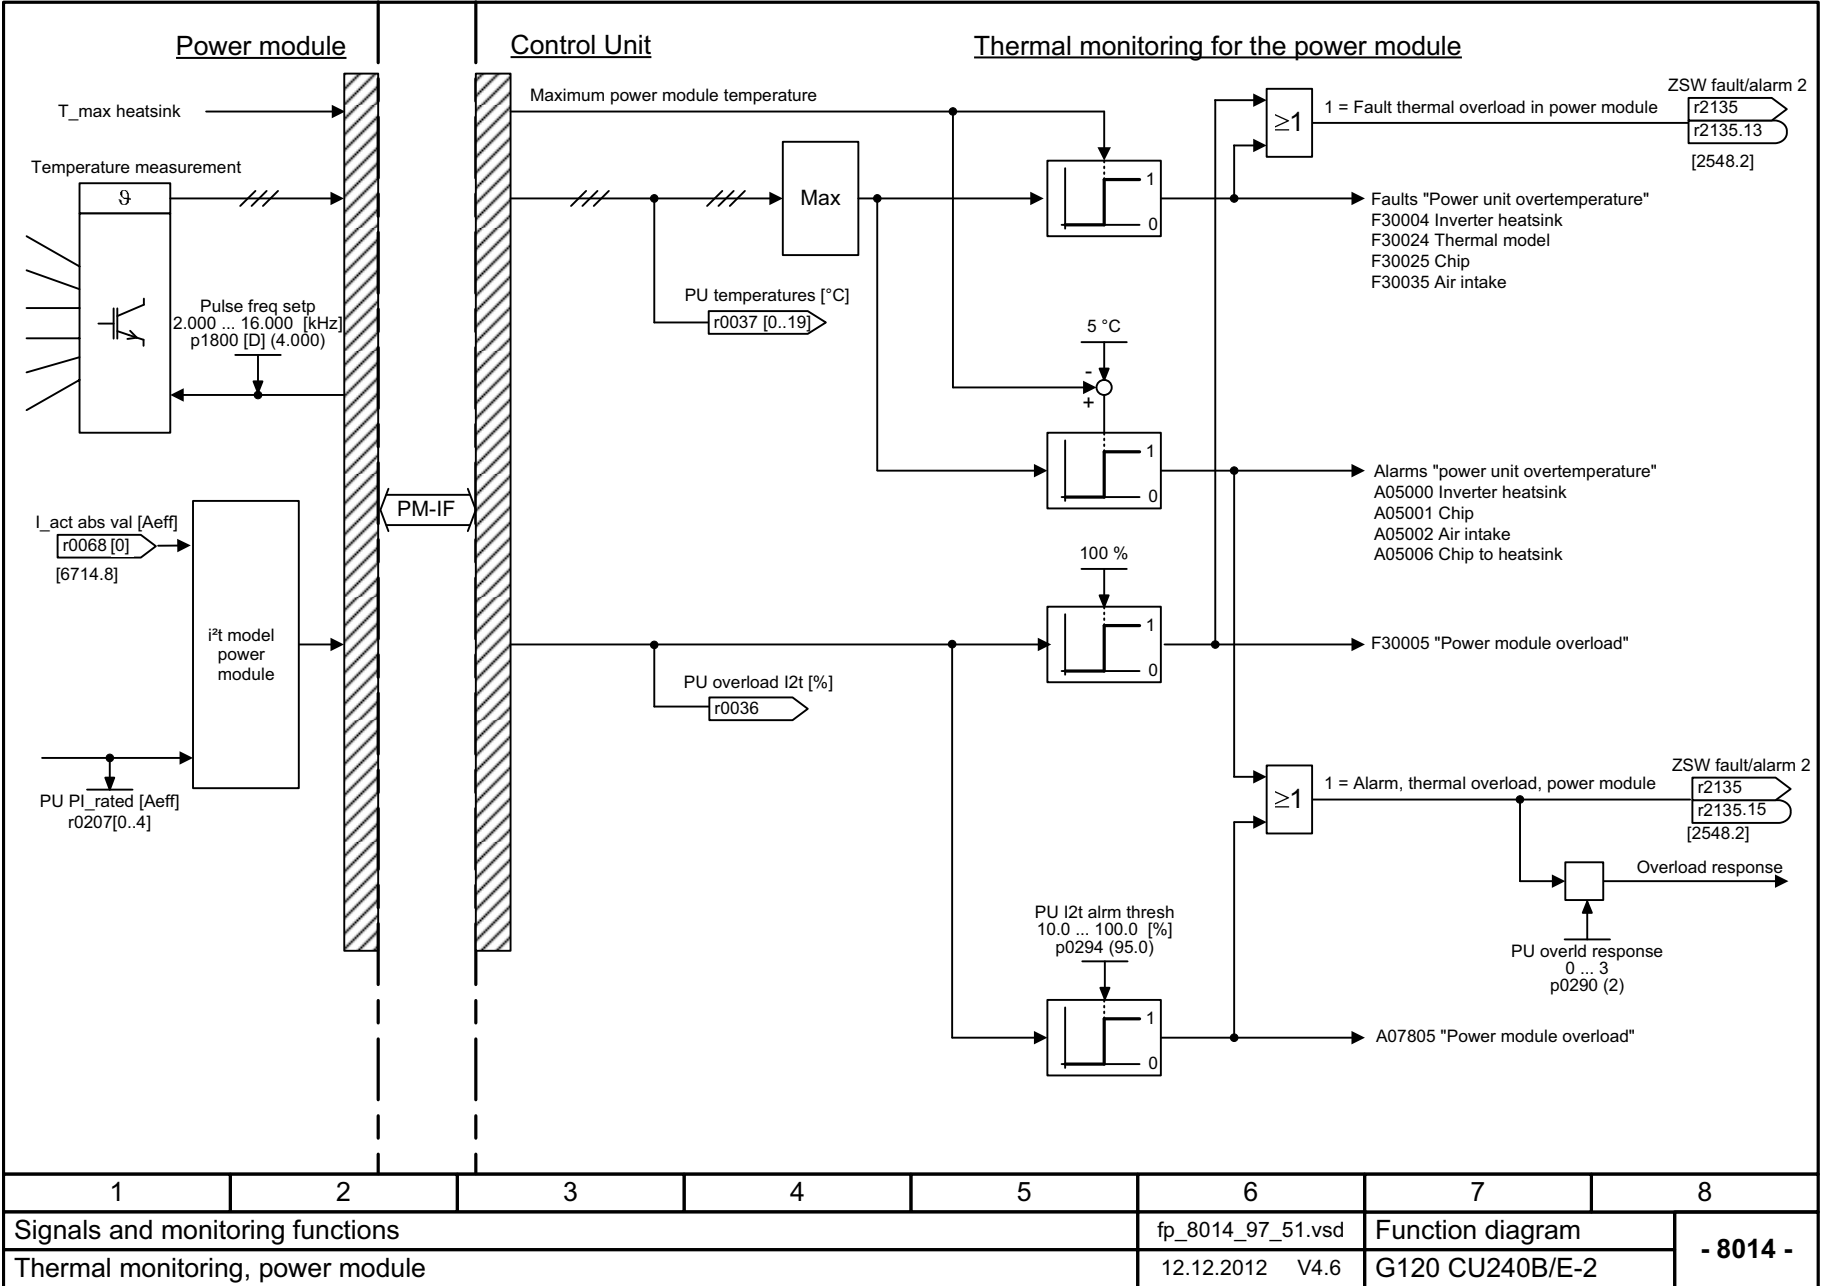 Power module
Control Unit
Thermal monitoring for the power module
T_max heatsink
Maximum power module temperature
≥1
1 = Fault thermal overload in power module
ZSW fault/alarm 2
r2135
r2135.13
[2548.2]
Temperature measurement
ϑ
Max
1
0
Faults "Power unit overtemperature"
F30004 Inverter heatsink
F30024 Thermal model
F30025 Chip
F30035 Air intake
Pulse freq setp
2.000 ... 16.000 [kHz]
p1800 [D] (4.000)
PU temperatures [°C]
r0037 [0..19]
5 °C
-
+
1
0
Alarms "power unit overtemperature"
A05000 Inverter heatsink
A05001 Chip
A05002 Air intake
A05006 Chip to heatsink
PM-IF
I_act abs val [Aeff]
r0068 [0]
[6714.8]
i²t model
power
module
100 %
1
0
F30005 "Power module overload"
PU overload I2t [%]
r0036
PU PI_rated [Aeff]
r0207[0..4]
≥1
1 = Alarm, thermal overload, power module
ZSW fault/alarm 2
r2135
r2135.15
[2548.2]
Overload response
PU overld response
0 ... 3
p0290 (2)
PU I2t alrm thresh
10.0 ... 100.0 [%]
p0294 (95.0)
1
0
A07805 "Power module overload"
1 2 3 4 5 6 7 8
Signals and monitoring functions
fp_8014_97_51.vsd
Function diagram
- 8014 -
Thermal monitoring, power module
12.12.2012 V4.6
G120 CU240B/E-2